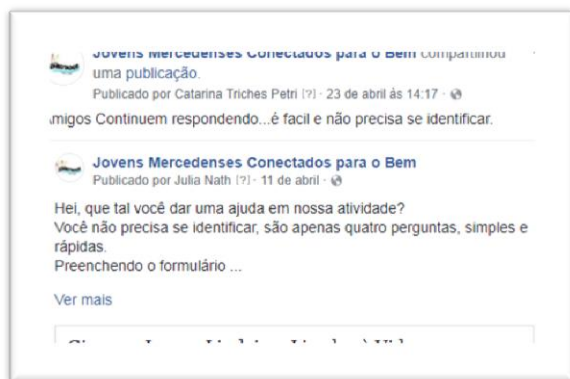 Jovens Mercedenses Conectados para o Bem compartilhou
uma publicação.
Publicado por Catarina Triches Petri [?] · 23 de abril às 14:17 ·
migos Continuem respondendo...é facil e não precisa se identificar.
Jovens Mercedenses Conectados para o Bem
Publicado por Julia Nath [?] · 11 de abril ·
Hei, que tal você dar uma ajuda em nossa atividade?
Você não precisa se identificar, são apenas quatro perguntas, simples e
rápidas.
Preenchendo o formulário ...
Ver mais